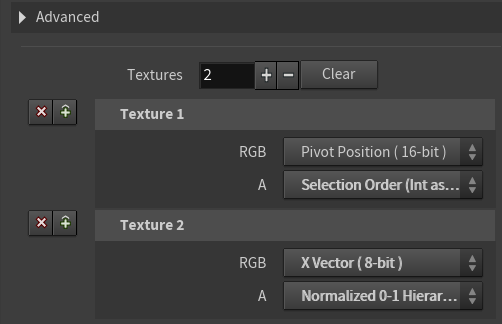 Advanced
Textures 2 + − Clear
Texture 1
RGB Pivot Position ( 16-bit )
A Selection Order (Int as...
Texture 2
RGB X Vector ( 8-bit )
A Normalized 0-1 Hierar...